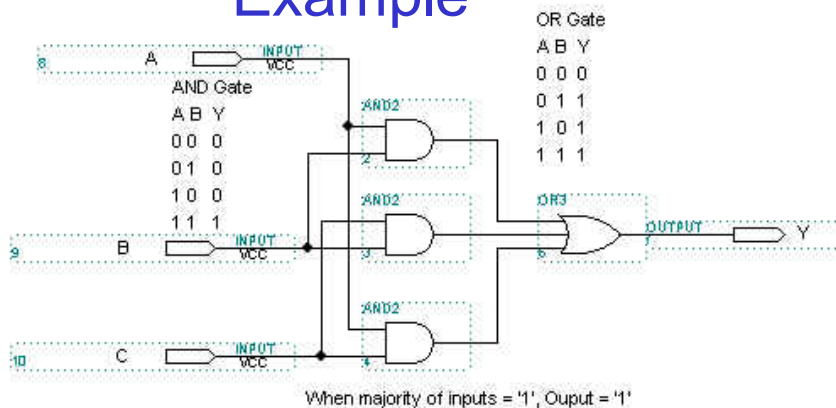 Example
OR Gate
A B Y
0 0 0
0 1 1
1 0 1
1 1 1
8 A INPUT
VCC
AND Gate
A B Y
0 0 0
0 1 0
1 0 0
1 1 1
AND2
2
AND2
3
OR3
6
OUTPUT
Y
9 B INPUT
VCC
AND2
4
10 C INPUT
VCC
When majority of inputs = '1', Ouput = '1'